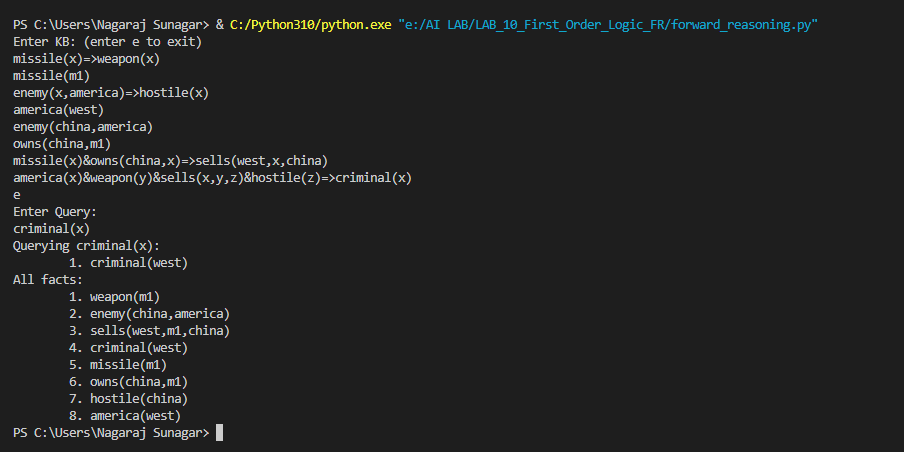 PS C:\Users\Nagaraj Sunagar> & C:/Python310/python.exe "e:/AI LAB/LAB_10_First_Order_Logic_FR/forward_reasoning.py"
Enter KB: (enter e to exit)
missile(x)=>weapon(x)
missile(m1)
enemy(x,america)=>hostile(x)
america(west)
enemy(china,america)
owns(china,m1)
missile(x)&owns(china,x)=>sells(west,x,china)
america(x)&weapon(y)&sells(x,y,z)&hostile(z)=>criminal(x)
e
Enter Query:
criminal(x)
Querying criminal(x):
1. criminal(west)
All facts:
1. weapon(m1)
2. enemy(china,america)
3. sells(west,m1,china)
4. criminal(west)
5. missile(m1)
6. owns(china,m1)
7. hostile(china)
8. america(west)
PS C:\Users\Nagaraj Sunagar>